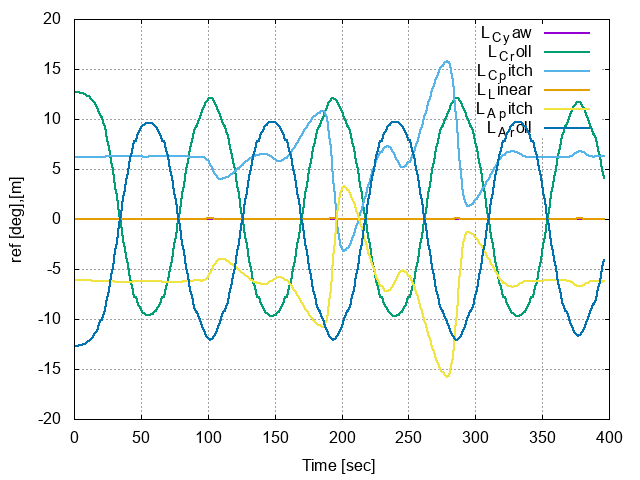 20
15
10
5
0
-5
-10
-15
-20
ref [deg],[m]
0 50 100 150 200 250 300 350 400
Time [sec]
L_Cyaw
L_Croll
L_Cpitch
L_Linear
L_Apitch
L_Aroll